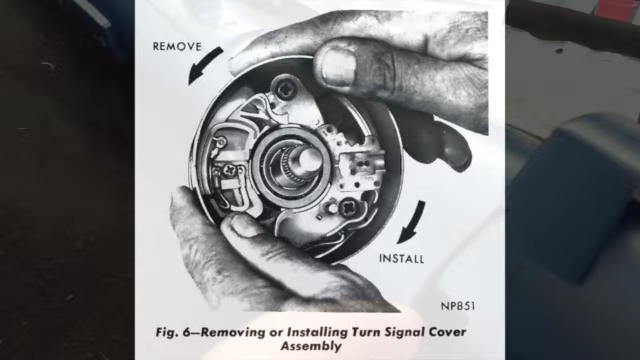 REMOVE
INSTALL
NP851
Fig. 6—Removing or Installing Turn Signal Cover
Assembly